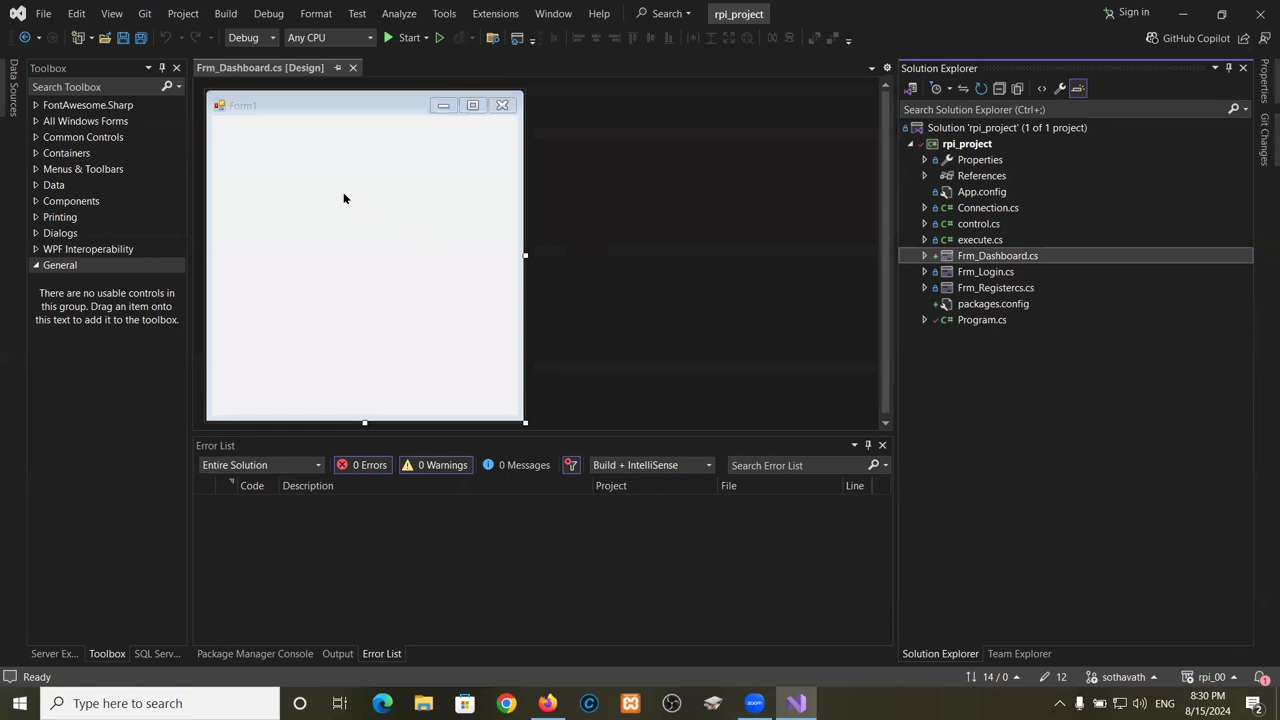 File Edit View Git Project Build Debug Format Test Analyze Tools Extensions Window Help Search rpi_project Sign in
Debug Any CPU Start GitHub Copilot
Data Sources
Toolbox
Search Toolbox
FontAwesome.Sharp
All Windows Forms
Common Controls
Containers
Menus & Toolbars
Data
Components
Printing
Dialogs
WPF Interoperability
General
There are no usable controls in
this group. Drag an item onto
this text to add it to the toolbox.
Server Ex... Toolbox SQL Serv...
Frm_Dashboard.cs [Design]
Form1
Error List
Entire Solution 0 Errors 0 Warnings 0 Messages Build + IntelliSense Search Error List
Code Description Project File Line
Package Manager Console Output Error List
Solution Explorer
Search Solution Explorer (Ctrl+;)
Solution 'rpi_project' (1 of 1 project)
rpi_project
Properties
References
App.config
Connection.cs
control.cs
execute.cs
Frm_Dashboard.cs
Frm_Login.cs
Frm_Registercs.cs
packages.config
Program.cs
Solution Explorer Team Explorer
Properties
Git Changes
Ready 14 / 0 12 sothavath rpi_00 1
Type here to search zoom 8:30 PM
8/15/2024 2